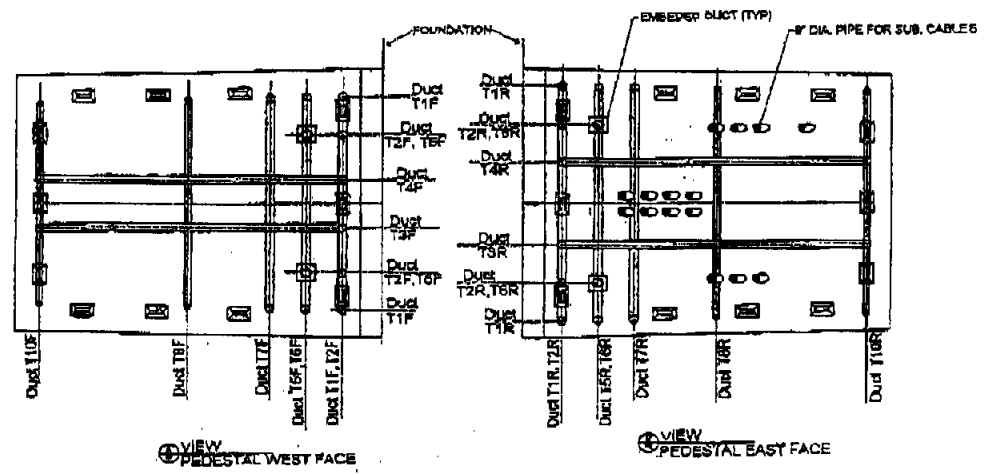 EMBEDED DUCT (TYP)
FOUNDATION
8" DIA. PIPE FOR SUB. CABLES
Duct
T1F
Duct
T2F, T6F
Duct
T4F
Duct
T3F
Duct
T2F, T6F
Duct
T1F
Duct
T1R
Duct
T2R, T6R
Duct
T4R
Duct
T3R
Duct
T2R, T6R
Duct
T1R
Duct T10F
Duct T8F
Duct T7F
Duct T5F, T6F
Duct T1F, T2F
Duct T1R, T2R
Duct T5R, T6R
Duct T7R
Duct T8R
Duct T10R
VIEW
PEDESTAL WEST FACE
VIEW
PEDESTAL EAST FACE